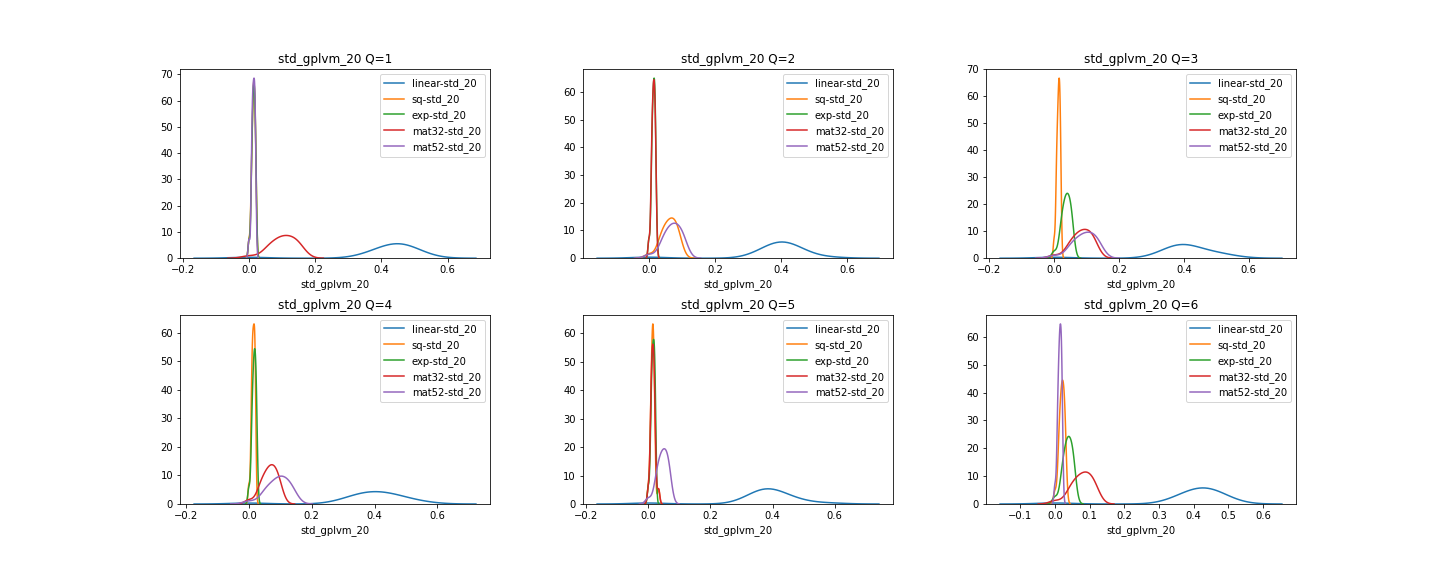 std_gplvm_20 Q=1
70
60
50
40
30
20
10
0
−0.2 0.0 0.2 0.4 0.6
std_gplvm_20
linear-std_20
sq-std_20
exp-std_20
mat32-std_20
mat52-std_20
std_gplvm_20 Q=2
60
50
40
30
20
10
0
0.0 0.2 0.4 0.6
std_gplvm_20
linear-std_20
sq-std_20
exp-std_20
mat32-std_20
mat52-std_20
std_gplvm_20 Q=3
70
60
50
40
30
20
10
0
−0.2 0.0 0.2 0.4 0.6
std_gplvm_20
linear-std_20
sq-std_20
exp-std_20
mat32-std_20
mat52-std_20
std_gplvm_20 Q=4
60
50
40
30
20
10
0
−0.2 0.0 0.2 0.4 0.6
std_gplvm_20
linear-std_20
sq-std_20
exp-std_20
mat32-std_20
mat52-std_20
std_gplvm_20 Q=5
60
50
40
30
20
10
0
−0.2 0.0 0.2 0.4 0.6
std_gplvm_20
linear-std_20
sq-std_20
exp-std_20
mat32-std_20
mat52-std_20
std_gplvm_20 Q=6
60
50
40
30
20
10
0
−0.1 0.0 0.1 0.2 0.3 0.4 0.5 0.6
std_gplvm_20
linear-std_20
sq-std_20
exp-std_20
mat32-std_20
mat52-std_20